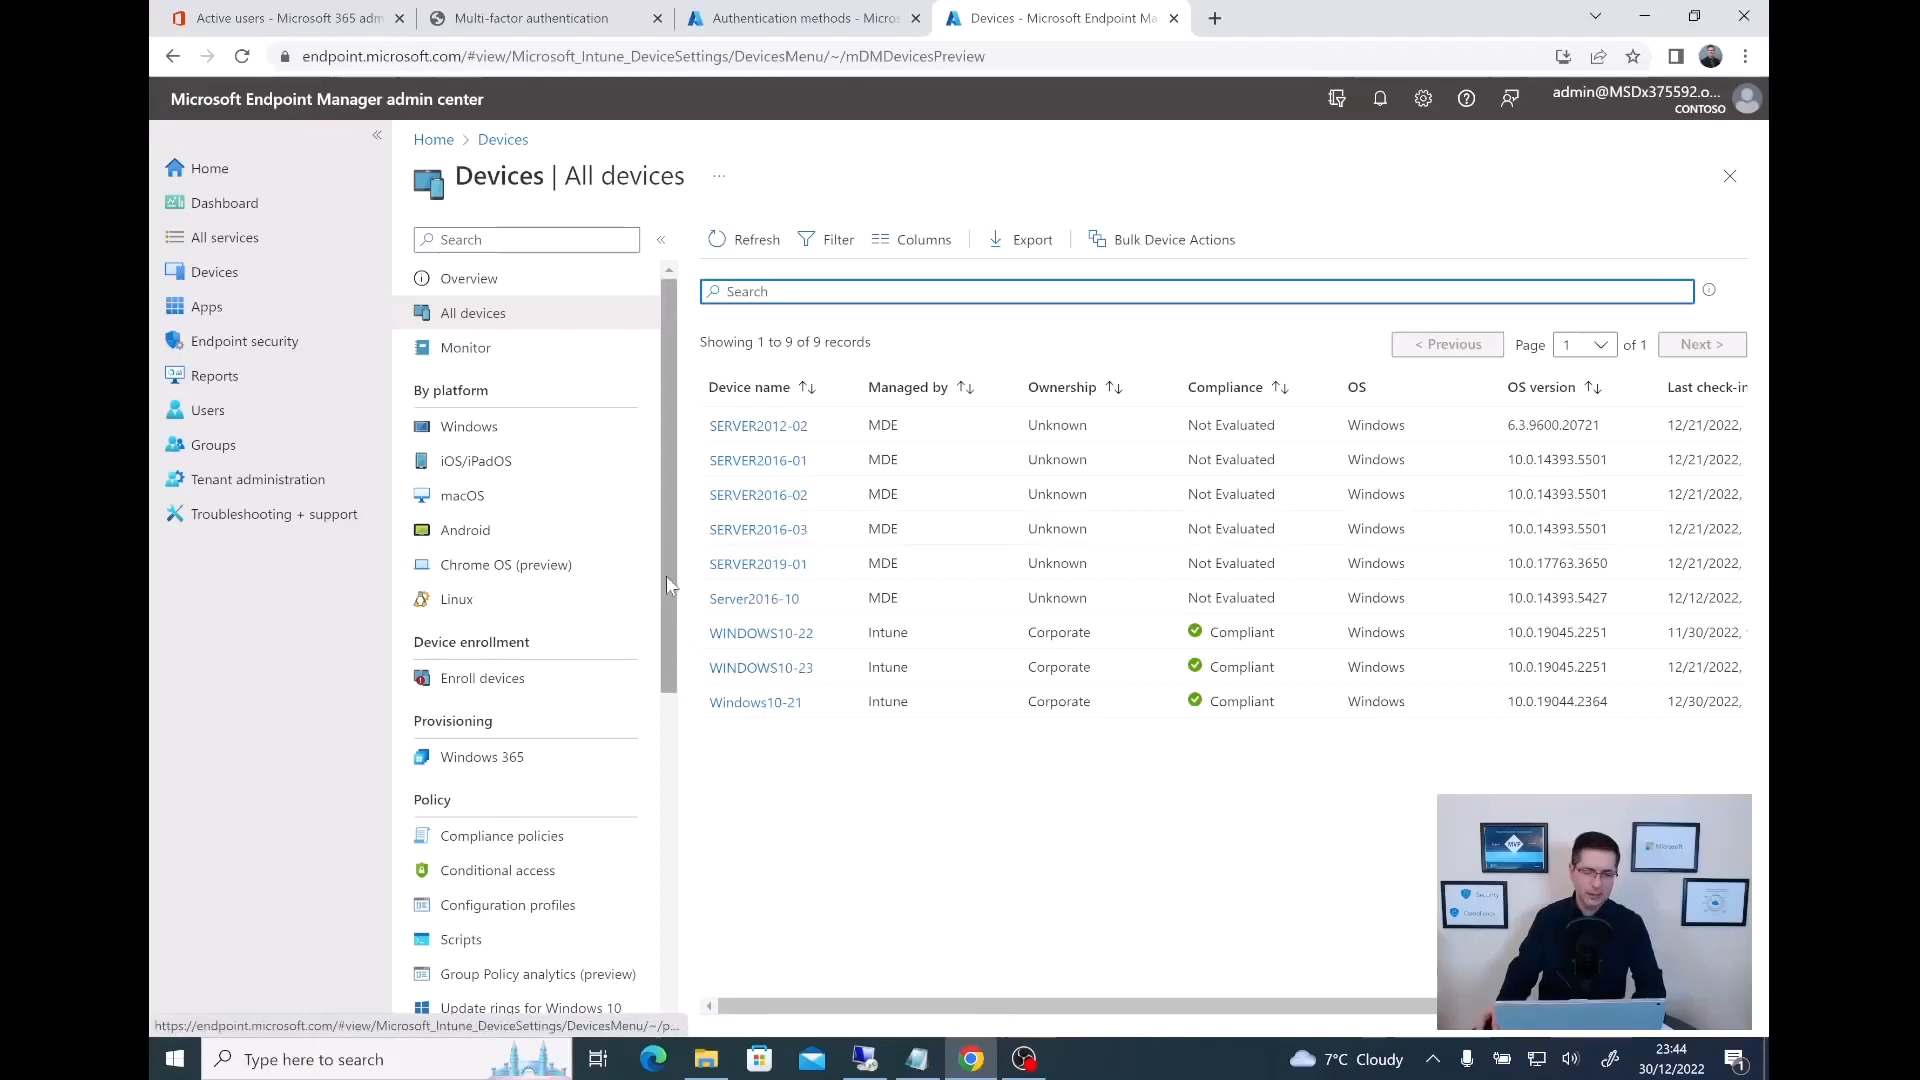 Active users - Microsoft 365 adm
Multi-factor authentication
Authentication methods - Micros
Devices - Microsoft Endpoint Ma
endpoint.microsoft.com/#view/Microsoft_Intune_DeviceSettings/DevicesMenu/~/mDMDevicesPreview
Microsoft Endpoint Manager admin center
admin@MSDx375592.o...
CONTOSO
Home
Dashboard
All services
Devices
Apps
Endpoint security
Reports
Users
Groups
Tenant administration
Troubleshooting + support
Home > Devices
Devices | All devices ...
Search
Overview
All devices
Monitor
By platform
Windows
iOS/iPadOS
macOS
Android
Chrome OS (preview)
Linux
Device enrollment
Enroll devices
Provisioning
Windows 365
Policy
Compliance policies
Conditional access
Configuration profiles
Scripts
Group Policy analytics (preview)
Update rings for Windows 10
Refresh Filter Columns Export Bulk Device Actions
Search
Showing 1 to 9 of 9 records
< Previous Page 1 of 1 Next >
Device name Managed by Ownership Compliance OS OS version Last check-in
SERVER2012-02 MDE Unknown Not Evaluated Windows 6.3.9600.20721 12/21/2022,
SERVER2016-01 MDE Unknown Not Evaluated Windows 10.0.14393.5501 12/21/2022,
SERVER2016-02 MDE Unknown Not Evaluated Windows 10.0.14393.5501 12/21/2022,
SERVER2016-03 MDE Unknown Not Evaluated Windows 10.0.14393.5501 12/21/2022,
SERVER2019-01 MDE Unknown Not Evaluated Windows 10.0.17763.3650 12/21/2022,
Server2016-10 MDE Unknown Not Evaluated Windows 10.0.14393.5427 12/12/2022,
WINDOWS10-22 Intune Corporate Compliant Windows 10.0.19045.2251 11/30/2022,
WINDOWS10-23 Intune Corporate Compliant Windows 10.0.19045.2251 12/21/2022,
Windows10-21 Intune Corporate Compliant Windows 10.0.19044.2364 12/30/2022,
MVP
Microsoft
Security
Compliance
https://endpoint.microsoft.com/#view/Microsoft_Intune_DeviceSettings/DevicesMenu/~/p...
Type here to search
7°C Cloudy
23:44
30/12/2022
1